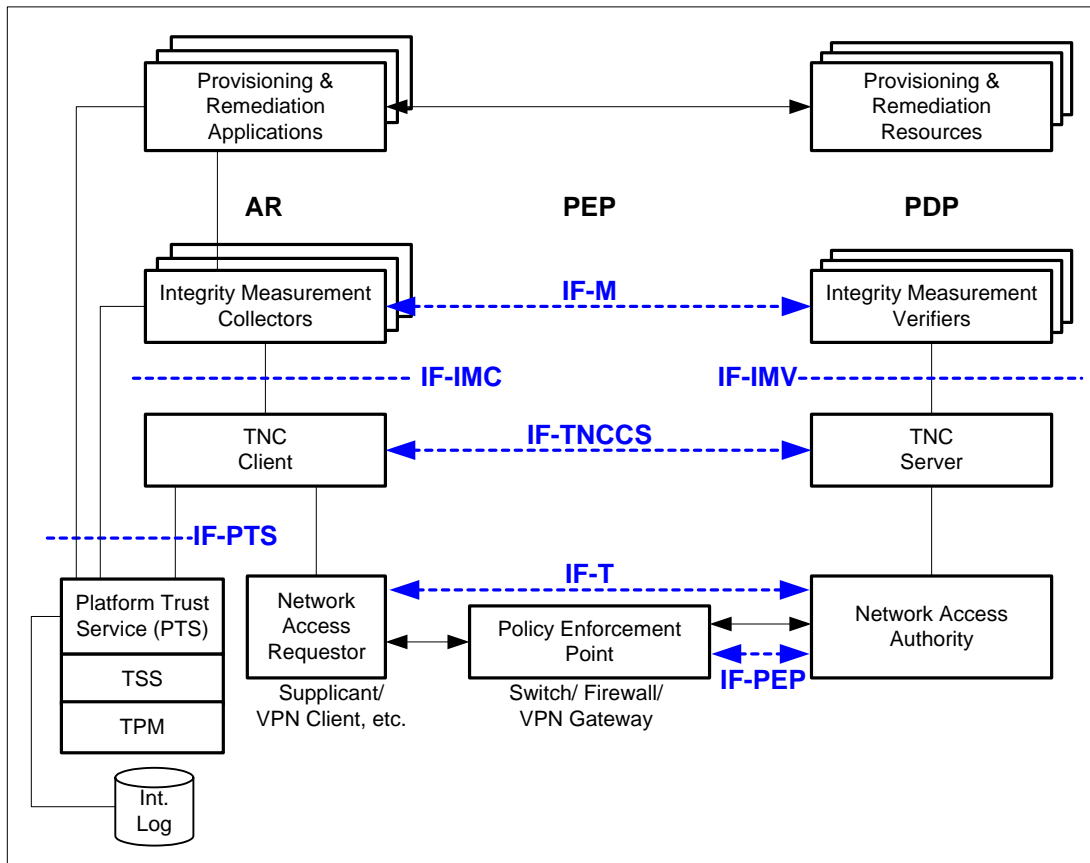 Provisioning &
Remediation
Applications
Provisioning &
Remediation
Resources
AR
PEP
PDP
Integrity Measurement
Collectors
IF-M
Integrity Measurement
Verifiers
IF-IMC
IF-IMV
TNC
Client
IF-TNCCS
TNC
Server
IF-PTS
Platform Trust
Service (PTS)
TSS
TPM
Int.
Log
Network
Access
Requestor
Supplicant/
VPN Client, etc.
IF-T
Policy Enforcement
Point
Switch/ Firewall/
VPN Gateway
IF-PEP
Network Access
Authority